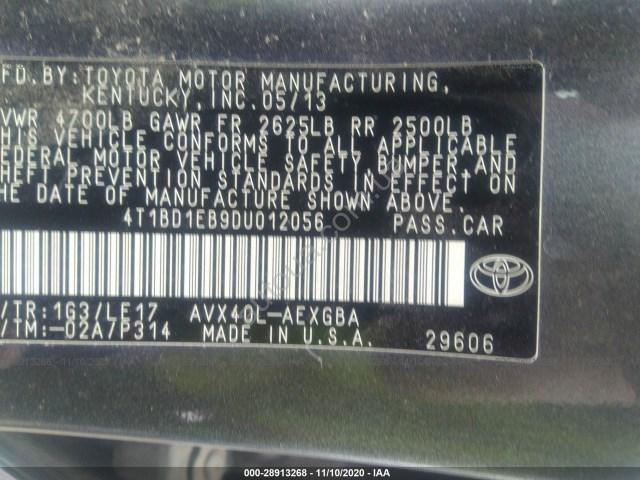 MFD. BY: TOYOTA MOTOR MANUFACTURING,
KENTUCKY, INC. 05/13
VWR 4700LB GAWR FR 2625LB RR 2500LB
HIS VEHICLE CONFORMS TO ALL APPLICABLE
EDERAL MOTOR VEHICLE SAFETY BUMPER, AND
HEFT PREVENTION STANDARDS IN EFFECT ON
HE DATE OF MANUFACTURE SHOWN ABOVE.
4T1BD1EB9DU012056 PASS. CAR
/TR: 1G3/LE17 AVX40L-AEXGBA
/TM: -02A7P314 MADE IN U.S.A. 29606
000-28913268 - 11/10/2020 - IAA